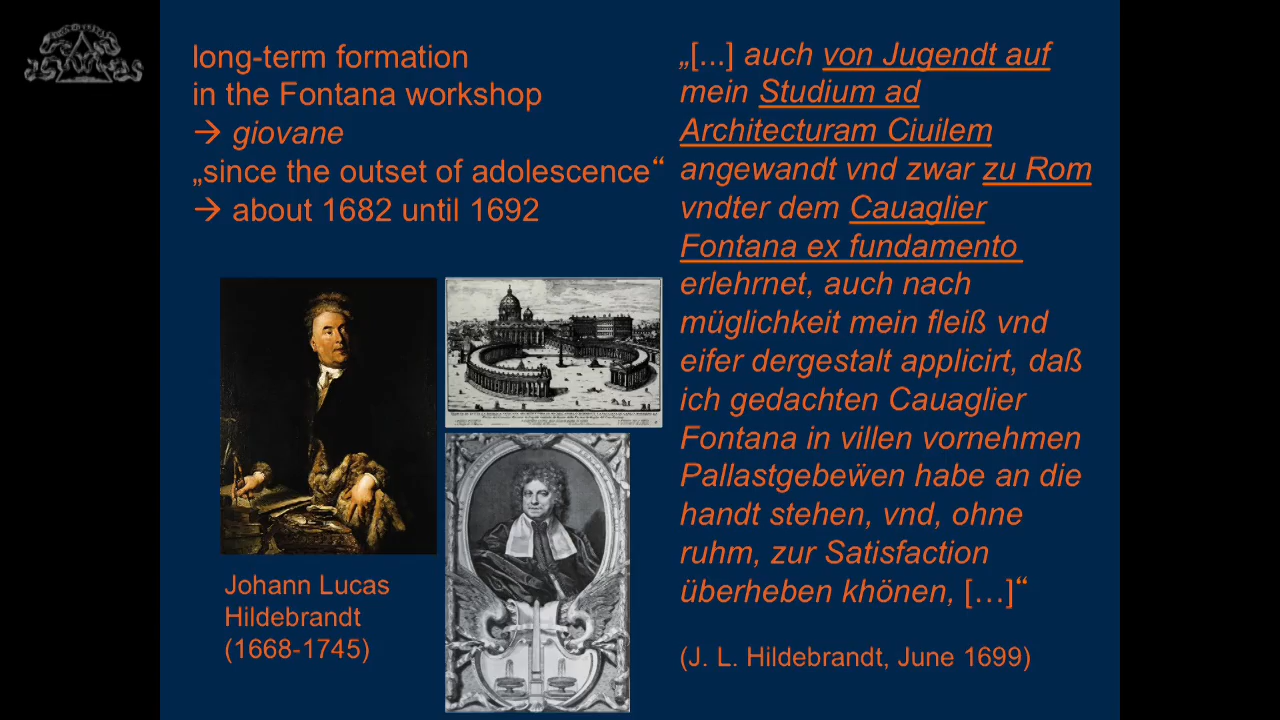 long-term formation
in the Fontana workshop
→ giovane
„since the outset of adolescence“
→ about 1682 until 1692
Johann Lucas
Hildebrandt
(1668-1745)
„[...] auch von Jugendt auf
mein Studium ad
Architecturam Ciuilem
angewandt vnd zwar zu Rom
vndter dem Cauaglier
Fontana ex fundamento
erlehrnet, auch nach
müglichkeit mein fleiß vnd
eifer dergestalt applicirt, daß
ich gedachten Cauaglier
Fontana in villen vornehmen
Pallastgebeẅen habe an die
handt stehen, vnd, ohne
ruhm, zur Satisfaction
überheben khönen, […]“
(J. L. Hildebrandt, June 1699)